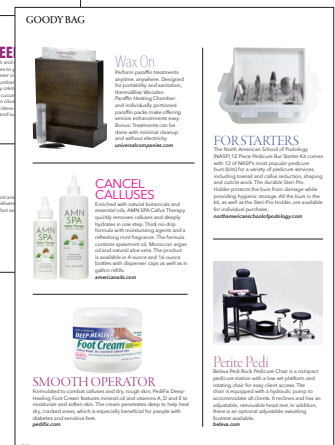 GOODY BAG
Wax On
Perform paraffin treatments
anytime, anywhere. Designed
for portability and sanitation,
thermaBliss Wooden
Paraffin Heating Chamber
and individually portioned
paraffin packs make offering
service enhancements easy.
Bonus: Treatments can be
done with minimal cleanup
and without electricity.
universalcompanies.com
FOR STARTERS
The North American School of Podology
(NASP) 12 Piece Pedicure Bur Starter Kit comes
with 12 of NASP's most popular pedicure
burs (bits) for a variety of pedicure services,
including toenail and callus reduction, shaping
and cuticle work. The durable Steri-Pro
Holder protects the burs from damage while
providing hygienic storage. All the burs in the
kit, as well as the Steri-Pro Holder, are available
for individual purchase.
northamericanschoolofpodology.com
CANCEL
CALLUSES
Enriched with natural botanicals and
essential oils, AMN SPA Callus Therapy
quickly removes calluses and deeply
hydrates in one step. Thick no-drip
formula with moisturizing agents and a
refreshing mint fragrance. The formula
contains spearmint oil, Moroccan argan
oil and natural aloe vera. The product
is available in 4-ounce and 16-ounce
bottles with dispenser caps as well as in
gallon refills.
americanails.com
AMN
SPA
AMN
SPA
DEEP HEALING
Foot Cream
SMOOTH OPERATOR
Formulated to combat calluses and dry, rough skin, PediFix Deep-
Healing Foot Cream features mineral oil and vitamins A, D and E to
moisturize and soften skin. The cream penetrates deep to help heal
dry, cracked areas, which is especially beneficial for people with
diabetes and sensitive feet.
pedifix.com
Petite Pedi
Belava Pedi Rock Pedicure Chair is a compact
pedicure station with a low set platform and
rotating chair for easy client access. The
chair is equipped with a hydraulic pump to
accommodate all clients. It reclines and has an
adjustable, removable head rest. In addition,
there is an optional adjustable swiveling
footrest available.
belava.com